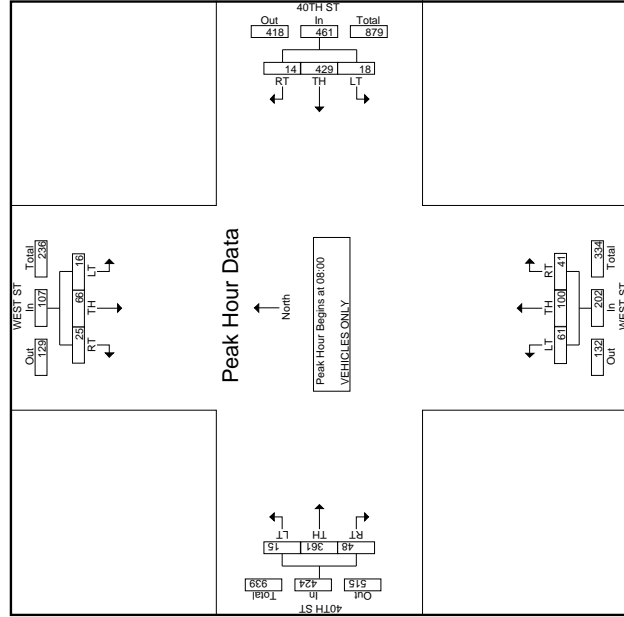 40TH ST
Out In Total
418 461 879
14 429 18
RT TH LT
WEST ST
Out In Total
129 107 236
25 66 16
RT TH LT
Peak Hour Data
North
Peak Hour Begins at 08:00
VEHICLES ONLY
LT TH RT
61 100 41
132 202 334
Out In Total
WEST ST
LT TH RT
15 361 48
939 424 515
Total In Out
40TH ST